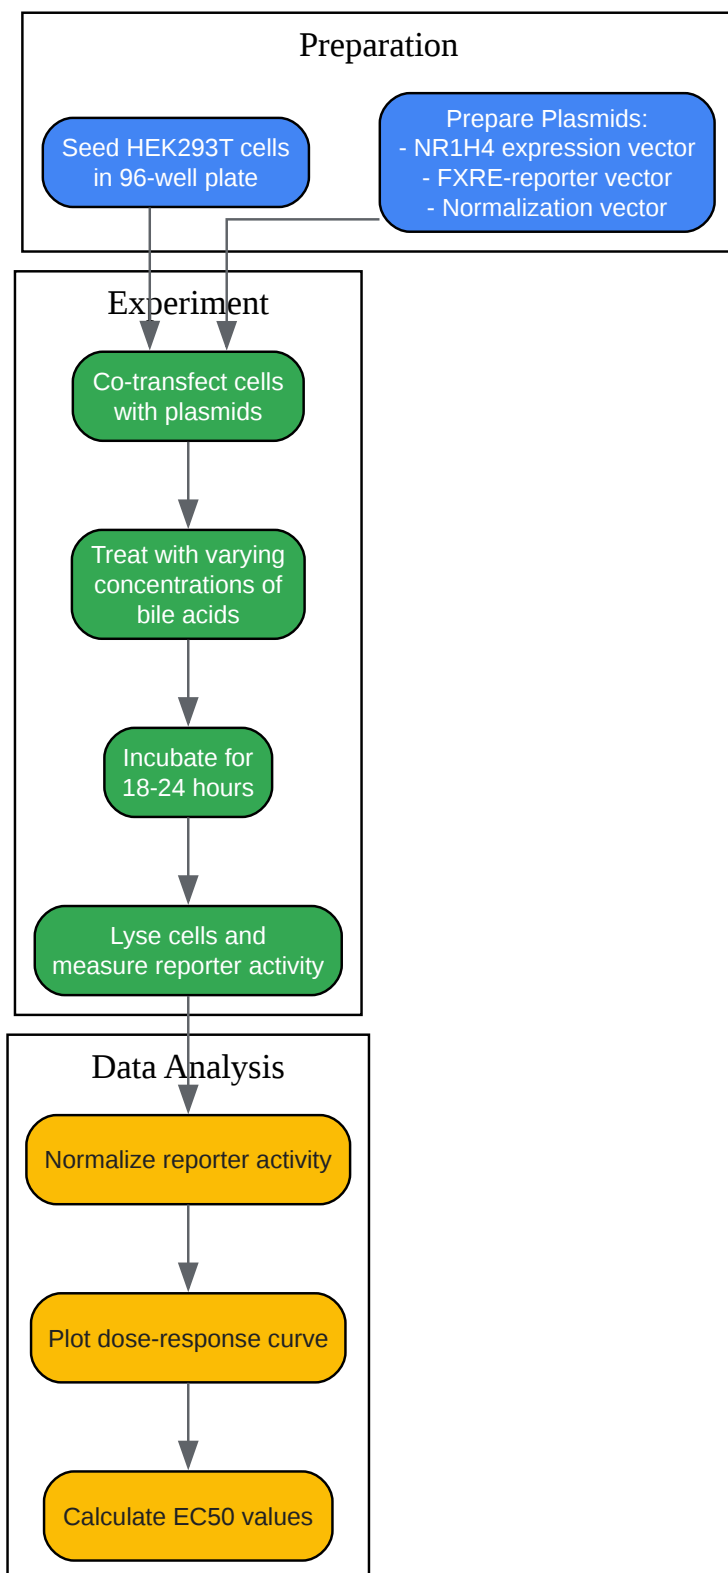 Preparation
Seed HEK293T cells
in 96-well plate
Prepare Plasmids:
- NR1H4 expression vector
- FXRE-reporter vector
- Normalization vector
Experiment
Co-transfect cells
with plasmids
Treat with varying
concentrations of
bile acids
Incubate for
18-24 hours
Lyse cells and
measure reporter activity
Data Analysis
Normalize reporter activity
Plot dose-response curve
Calculate EC50 values